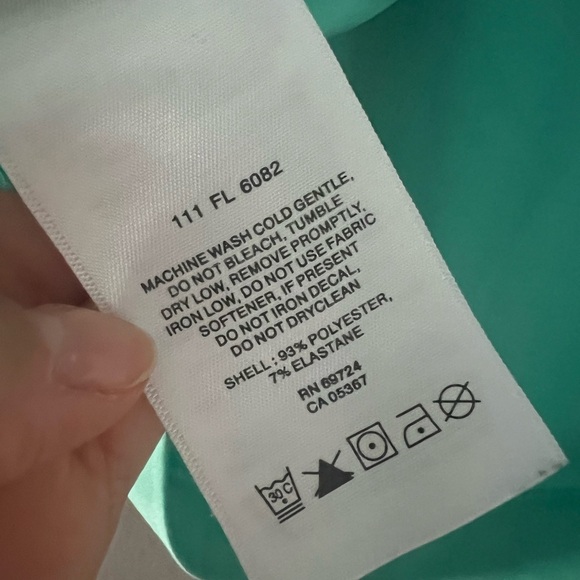 111 FL 6082
MACHINE WASH COLD GENTLE,
DO NOT BLEACH, TUMBLE
DRY LOW, REMOVE PROMPTLY,
IRON LOW, DO NOT USE FABRIC
SOFTENER, IF PRESENT
DO NOT IRON DECAL,
DO NOT DRYCLEAN
SHELL : 93% POLYESTER,
7% ELASTANE
RN 69724
CA 05367
30 C